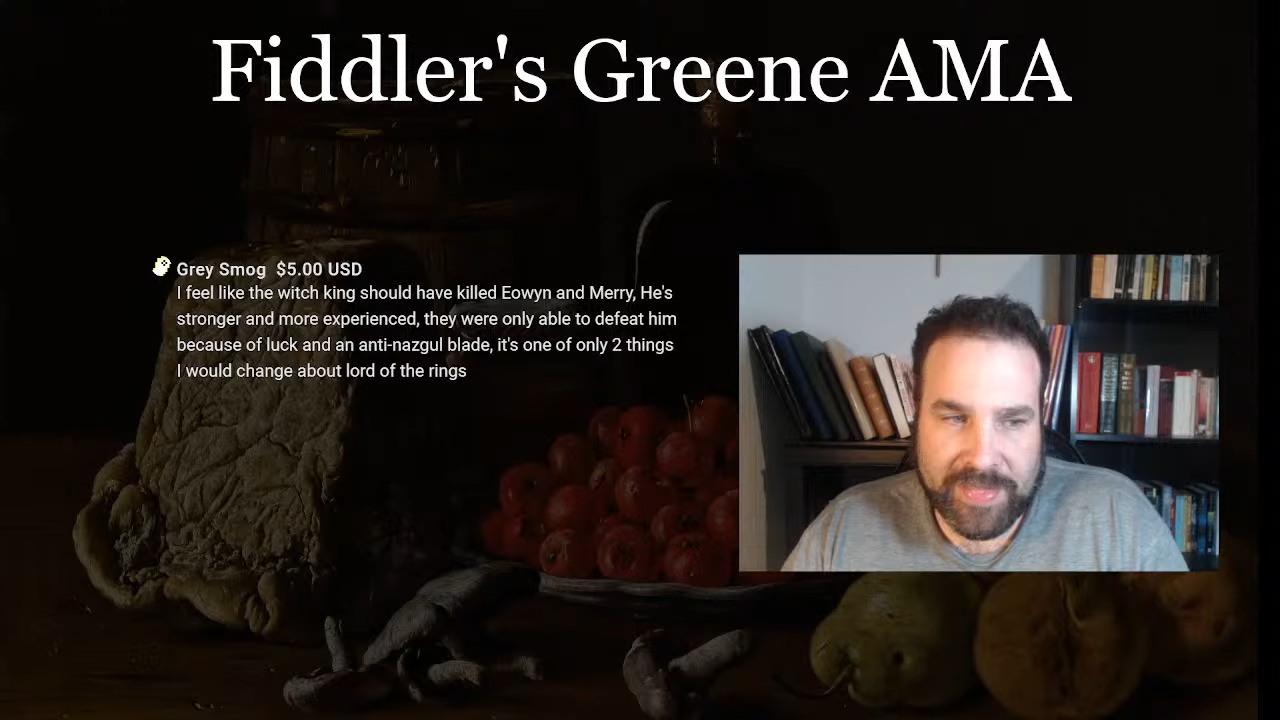 Fiddler's Greene AMA
Grey Smog $5.00 USD
I feel like the witch king should have killed Eowyn and Merry, He's
stronger and more experienced, they were only able to defeat him
because of luck and an anti-nazgul blade, it's one of only 2 things
I would change about lord of the rings